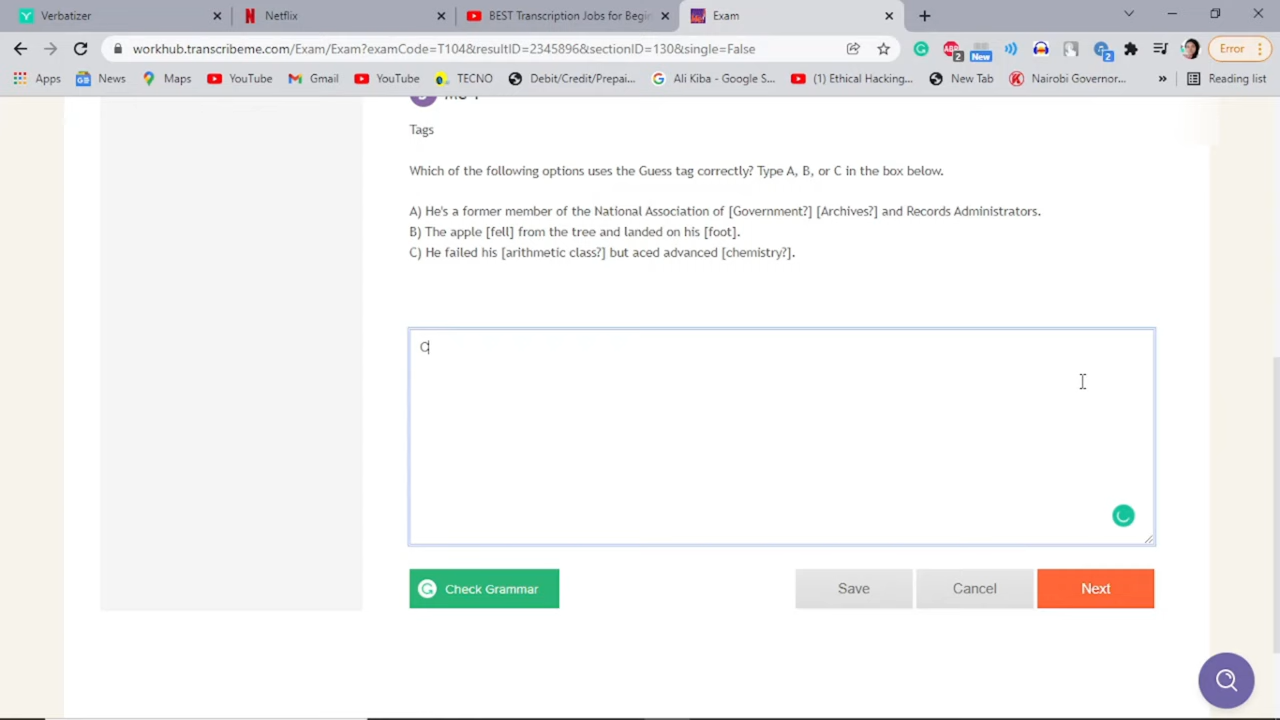 Verbatizer
Netflix
BEST Transcription Jobs for Begin
Exam
workhub.transcribeme.com/Exam/Exam?examCode=T104&resultID=2345896&sectionID=130&single=False
2
New
2
Error
Apps
News
Maps
YouTube
Gmail
YouTube
TECNO
Debit/Credit/Prepai...
Ali Kiba - Google S...
(1) Ethical Hacking...
New Tab
Nairobi Governor...
»
Reading list
Tags
Which of the following options uses the Guess tag correctly? Type A, B, or C in the box below.
A) He's a former member of the National Association of [Government?] [Archives?] and Records Administrators.
B) The apple [fell] from the tree and landed on his [foot].
C) He failed his [arithmetic class?] but aced advanced [chemistry?].
C
Check Grammar
Save
Cancel
Next